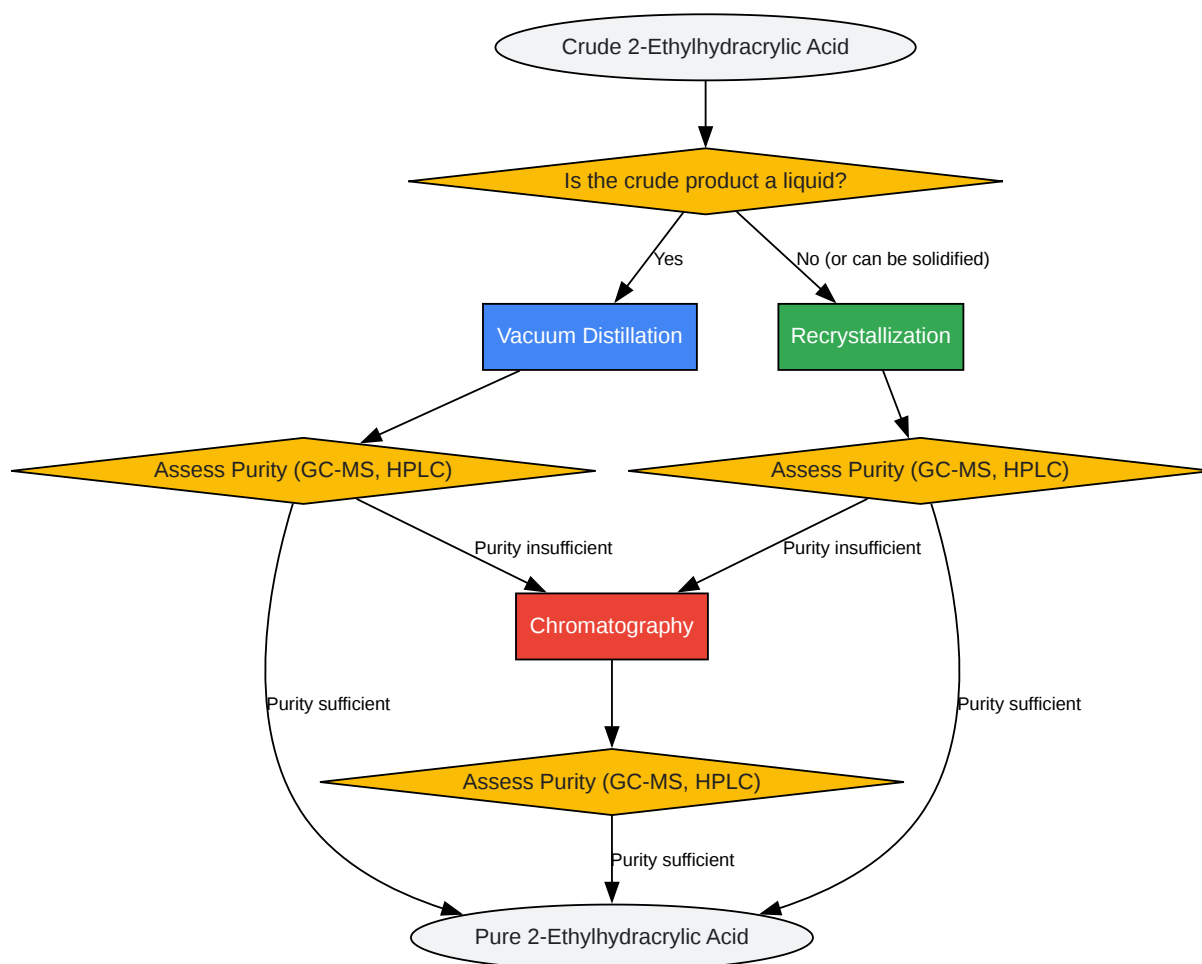 Crude 2-Ethylhydracrylic Acid
Is the crude product a liquid?
Yes
No (or can be solidified)
Vacuum Distillation
Recrystallization
Assess Purity (GC-MS, HPLC)
Assess Purity (GC-MS, HPLC)
Purity insufficient
Purity insufficient
Chromatography
Purity sufficient
Purity sufficient
Assess Purity (GC-MS, HPLC)
Purity sufficient
Pure 2-Ethylhydracrylic Acid